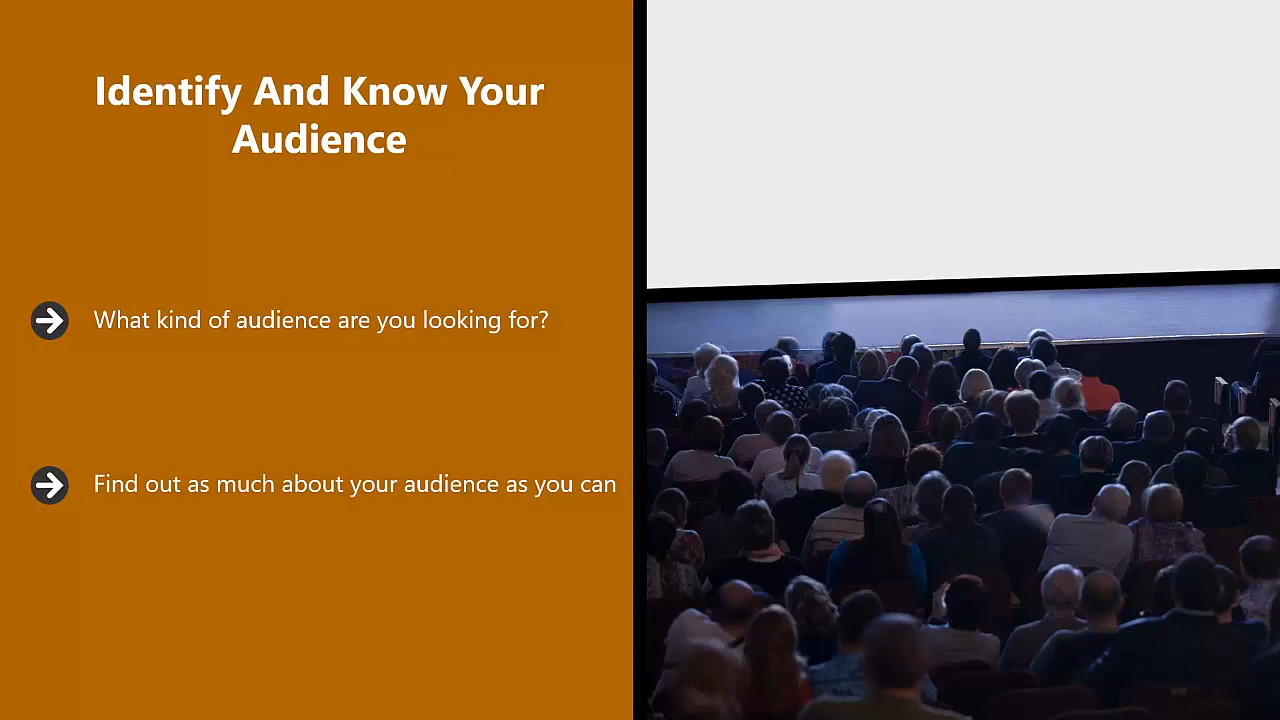 Identify And Know Your
Audience
What kind of audience are you looking for?
Find out as much about your audience as you can